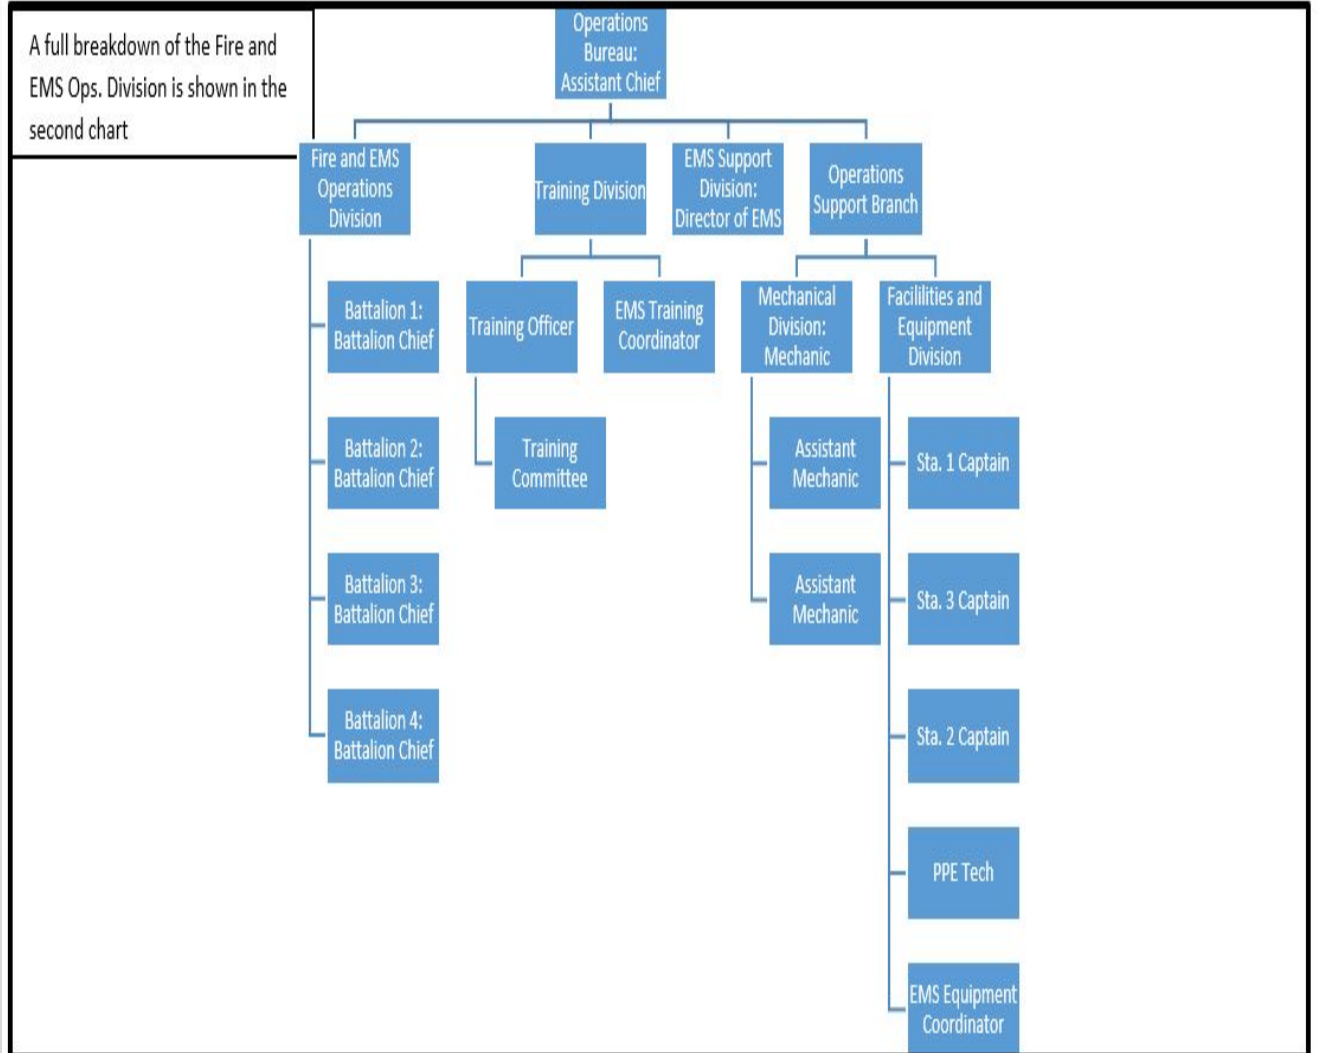 A full breakdown of the Fire and
EMS Ops. Division is shown in the
second chart
Operations
Bureau:
Assistant Chief
Fire and EMS
Operations
Division
Training Division
EMS Support
Division:
Director of EMS
Operations
Support Branch
Battalion 1:
Battalion Chief
Training Officer
EMS Training
Coordinator
Mechanical
Division:
Mechanic
Facililities and
Equipment
Division
Battalion 2:
Battalion Chief
Training
Committee
Assistant
Mechanic
Sta. 1 Captain
Battalion 3:
Battalion Chief
Assistant
Mechanic
Sta. 3 Captain
Battalion 4:
Battalion Chief
Sta. 2 Captain
PPE Tech
EMS Equipment
Coordinator